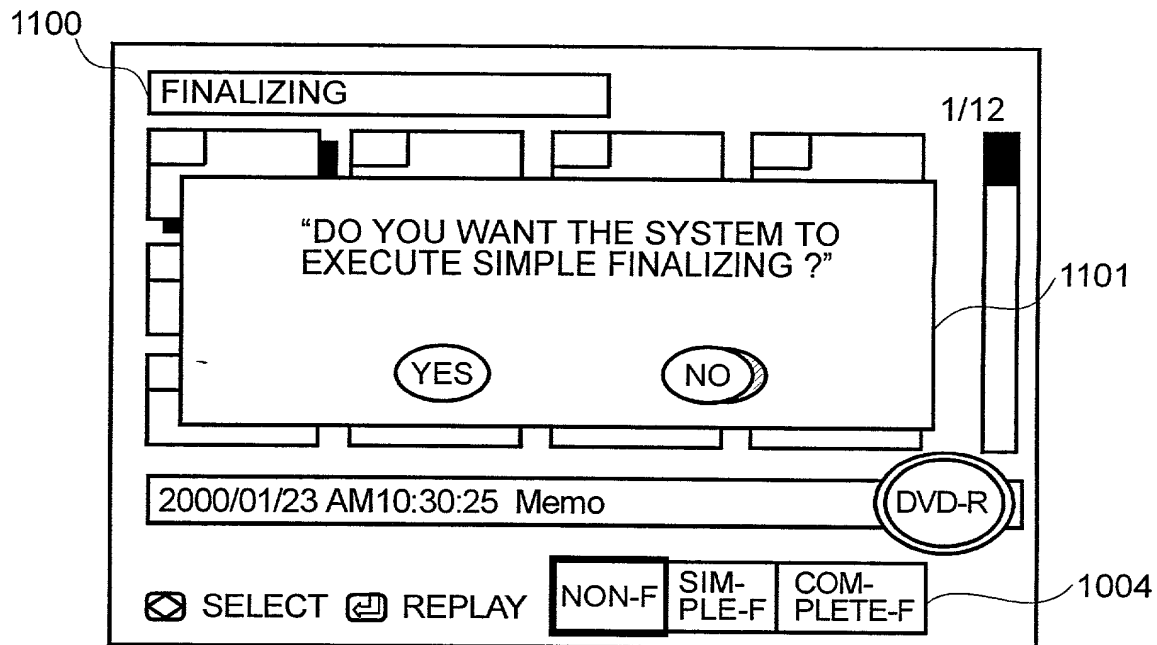 1100
FINALIZING
1/12
“DO YOU WANT THE SYSTEM TO
EXECUTE SIMPLE FINALIZING ?”
1101
YES
NO
2000/01/23 AM10:30:25 Memo
DVD-R
SELECT
REPLAY
NON-F
SIM-
PLE-F
COM-
PLETE-F
1004